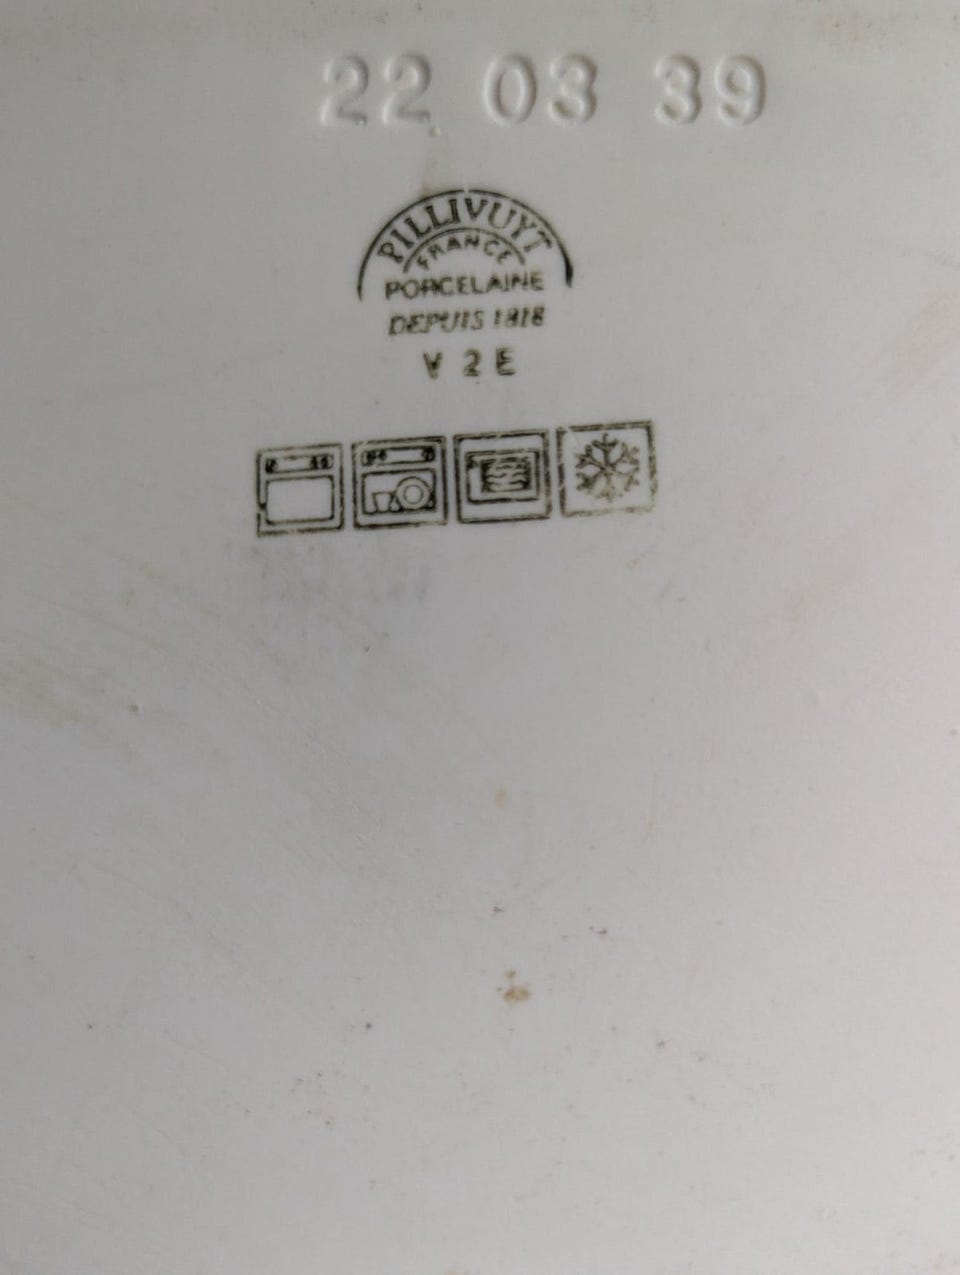 22 03 39
PILLIVUYT
FRANCE
PORCELAINE
DEPUIS 1818
V 2 E